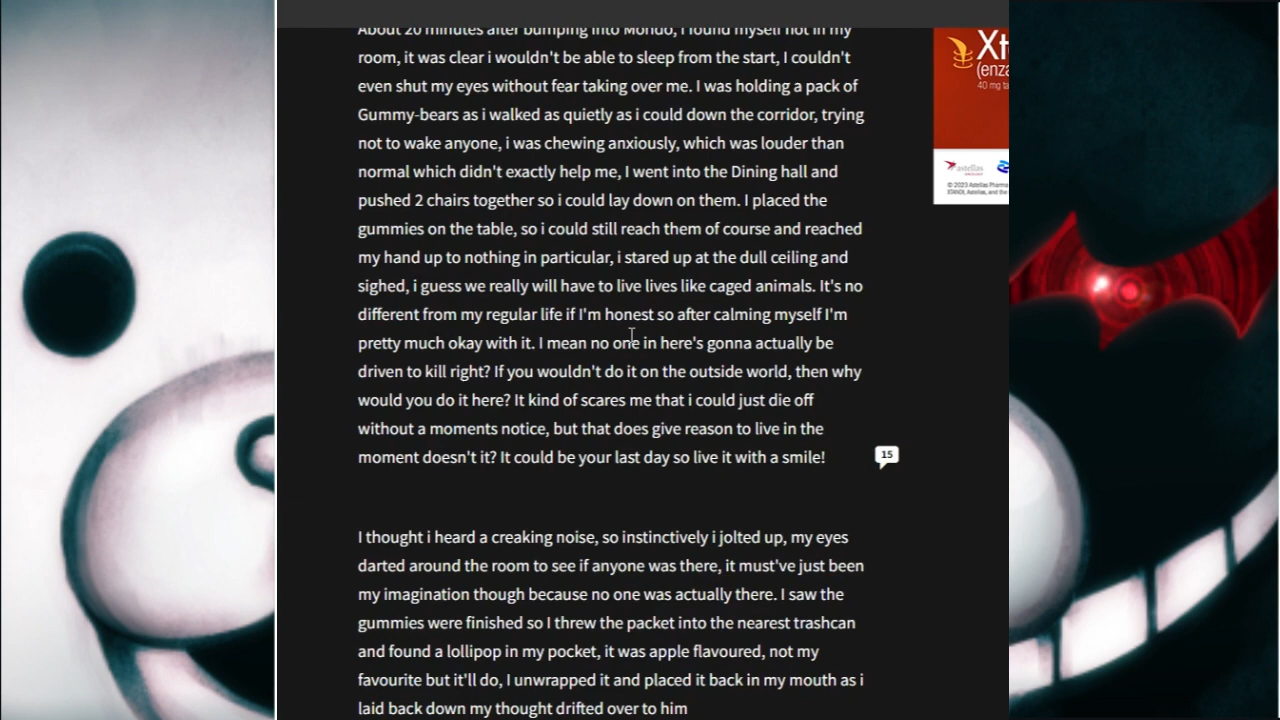 About 20 minutes after bumping into Mondo, i found myself not in my
room, it was clear i wouldn't be able to sleep from the start, I couldn't
even shut my eyes without fear taking over me. I was holding a pack of
Gummy-bears as i walked as quietly as i could down the corridor, trying
not to wake anyone, i was chewing anxiously, which was louder than
normal which didn't exactly help me, I went into the Dining hall and
pushed 2 chairs together so i could lay down on them. I placed the
gummies on the table, so i could still reach them of course and reached
my hand up to nothing in particular, i stared up at the dull ceiling and
sighed, i guess we really will have to live lives like caged animals. It's no
different from my regular life if I'm honest so after calming myself I'm
pretty much okay with it. I mean no one in here's gonna actually be
driven to kill right? If you wouldn't do it on the outside world, then why
would you do it here? It kind of scares me that i could just die off
without a moments notice, but that does give reason to live in the
moment doesn't it? It could be your last day so live it with a smile!
15
I thought i heard a creaking noise, so instinctively i jolted up, my eyes
darted around the room to see if anyone was there, it must've just been
my imagination though because no one was actually there. I saw the
gummies were finished so I threw the packet into the nearest trashcan
and found a lollipop in my pocket, it was apple flavoured, not my
favourite but it'll do, I unwrapped it and placed it back in my mouth as i
laid back down my thought drifted over to him
Xt
(enza
40 mg ta
astellas
© 2023 Astellas Pharma
XTANDI, Astellas, and the